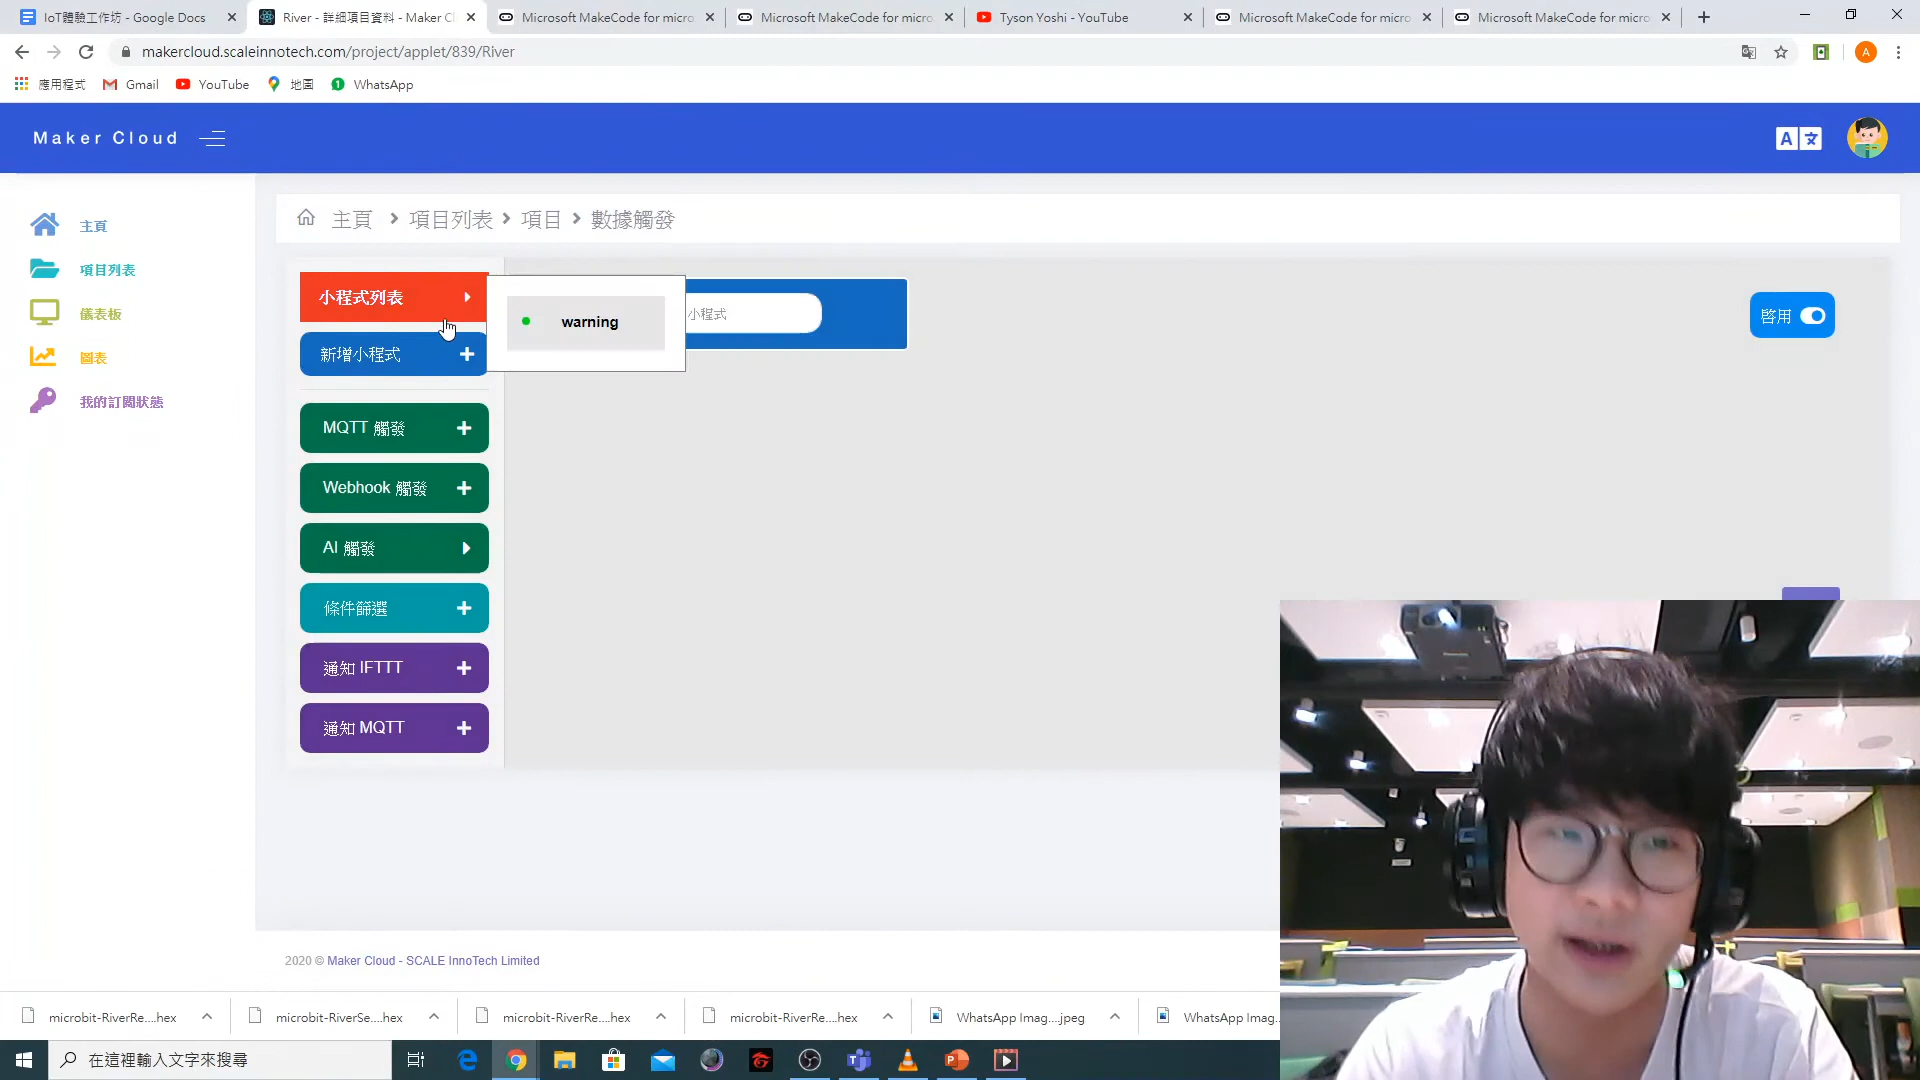 IoT體驗工作坊 - Google Docs
River - 詳細項目資料 - Maker Cl
Microsoft MakeCode for micro
Microsoft MakeCode for micro
Tyson Yoshi - YouTube
Microsoft MakeCode for micro
Microsoft MakeCode for micro
makercloud.scaleinnotech.com/project/applet/839/River
A
應用程式
Gmail
YouTube
地圖
1
WhatsApp
Maker Cloud
A
文
主頁 > 項目列表 > 項目 > 數據觸發
主頁
項目列表
儀表板
圖表
我的訂閱狀態
小程式列表
warning
小程式
啓用
新增小程式
MQTT 觸發
Webhook 觸發
AI 觸發
條件篩選
通知 IFTTT
通知 MQTT
2020 © Maker Cloud - SCALE InnoTech Limited
microbit-RiverRe....hex
microbit-RiverSe....hex
microbit-RiverRe....hex
microbit-RiverRe....hex
WhatsApp Imag....jpeg
WhatsApp Imag.
在這裡輸入文字來搜尋